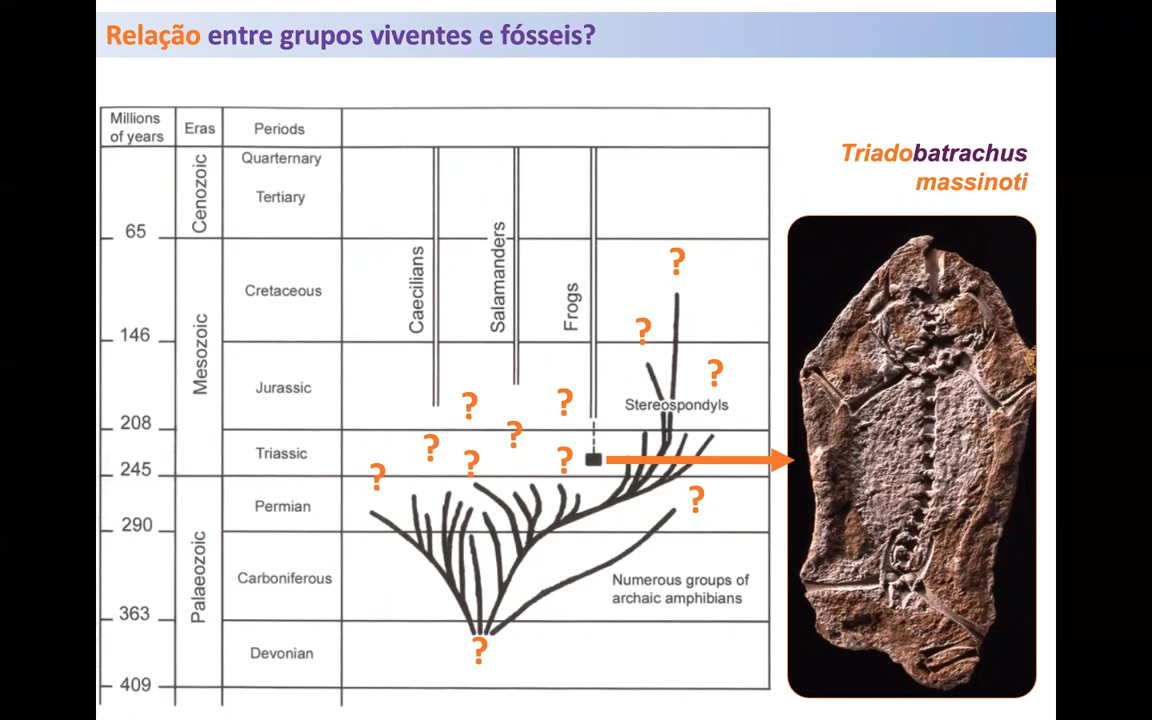 Relação entre grupos viventes e fósseis?
Millions
of years
Eras
Periods
Quarternary
Tertiary
Cenozoic
65
Cretaceous
146
Mesozoic
Jurassic
208
Triassic
245
Permian
290
Palaeozoic
Carboniferous
363
Devonian
409
Caecilians
Salamanders
Frogs
?
?
?
?
?
?
?
?
?
?
?
?
?
Stereospondyls
Numerous groups of
archaic amphibians
Triadobatrachus
massinoti